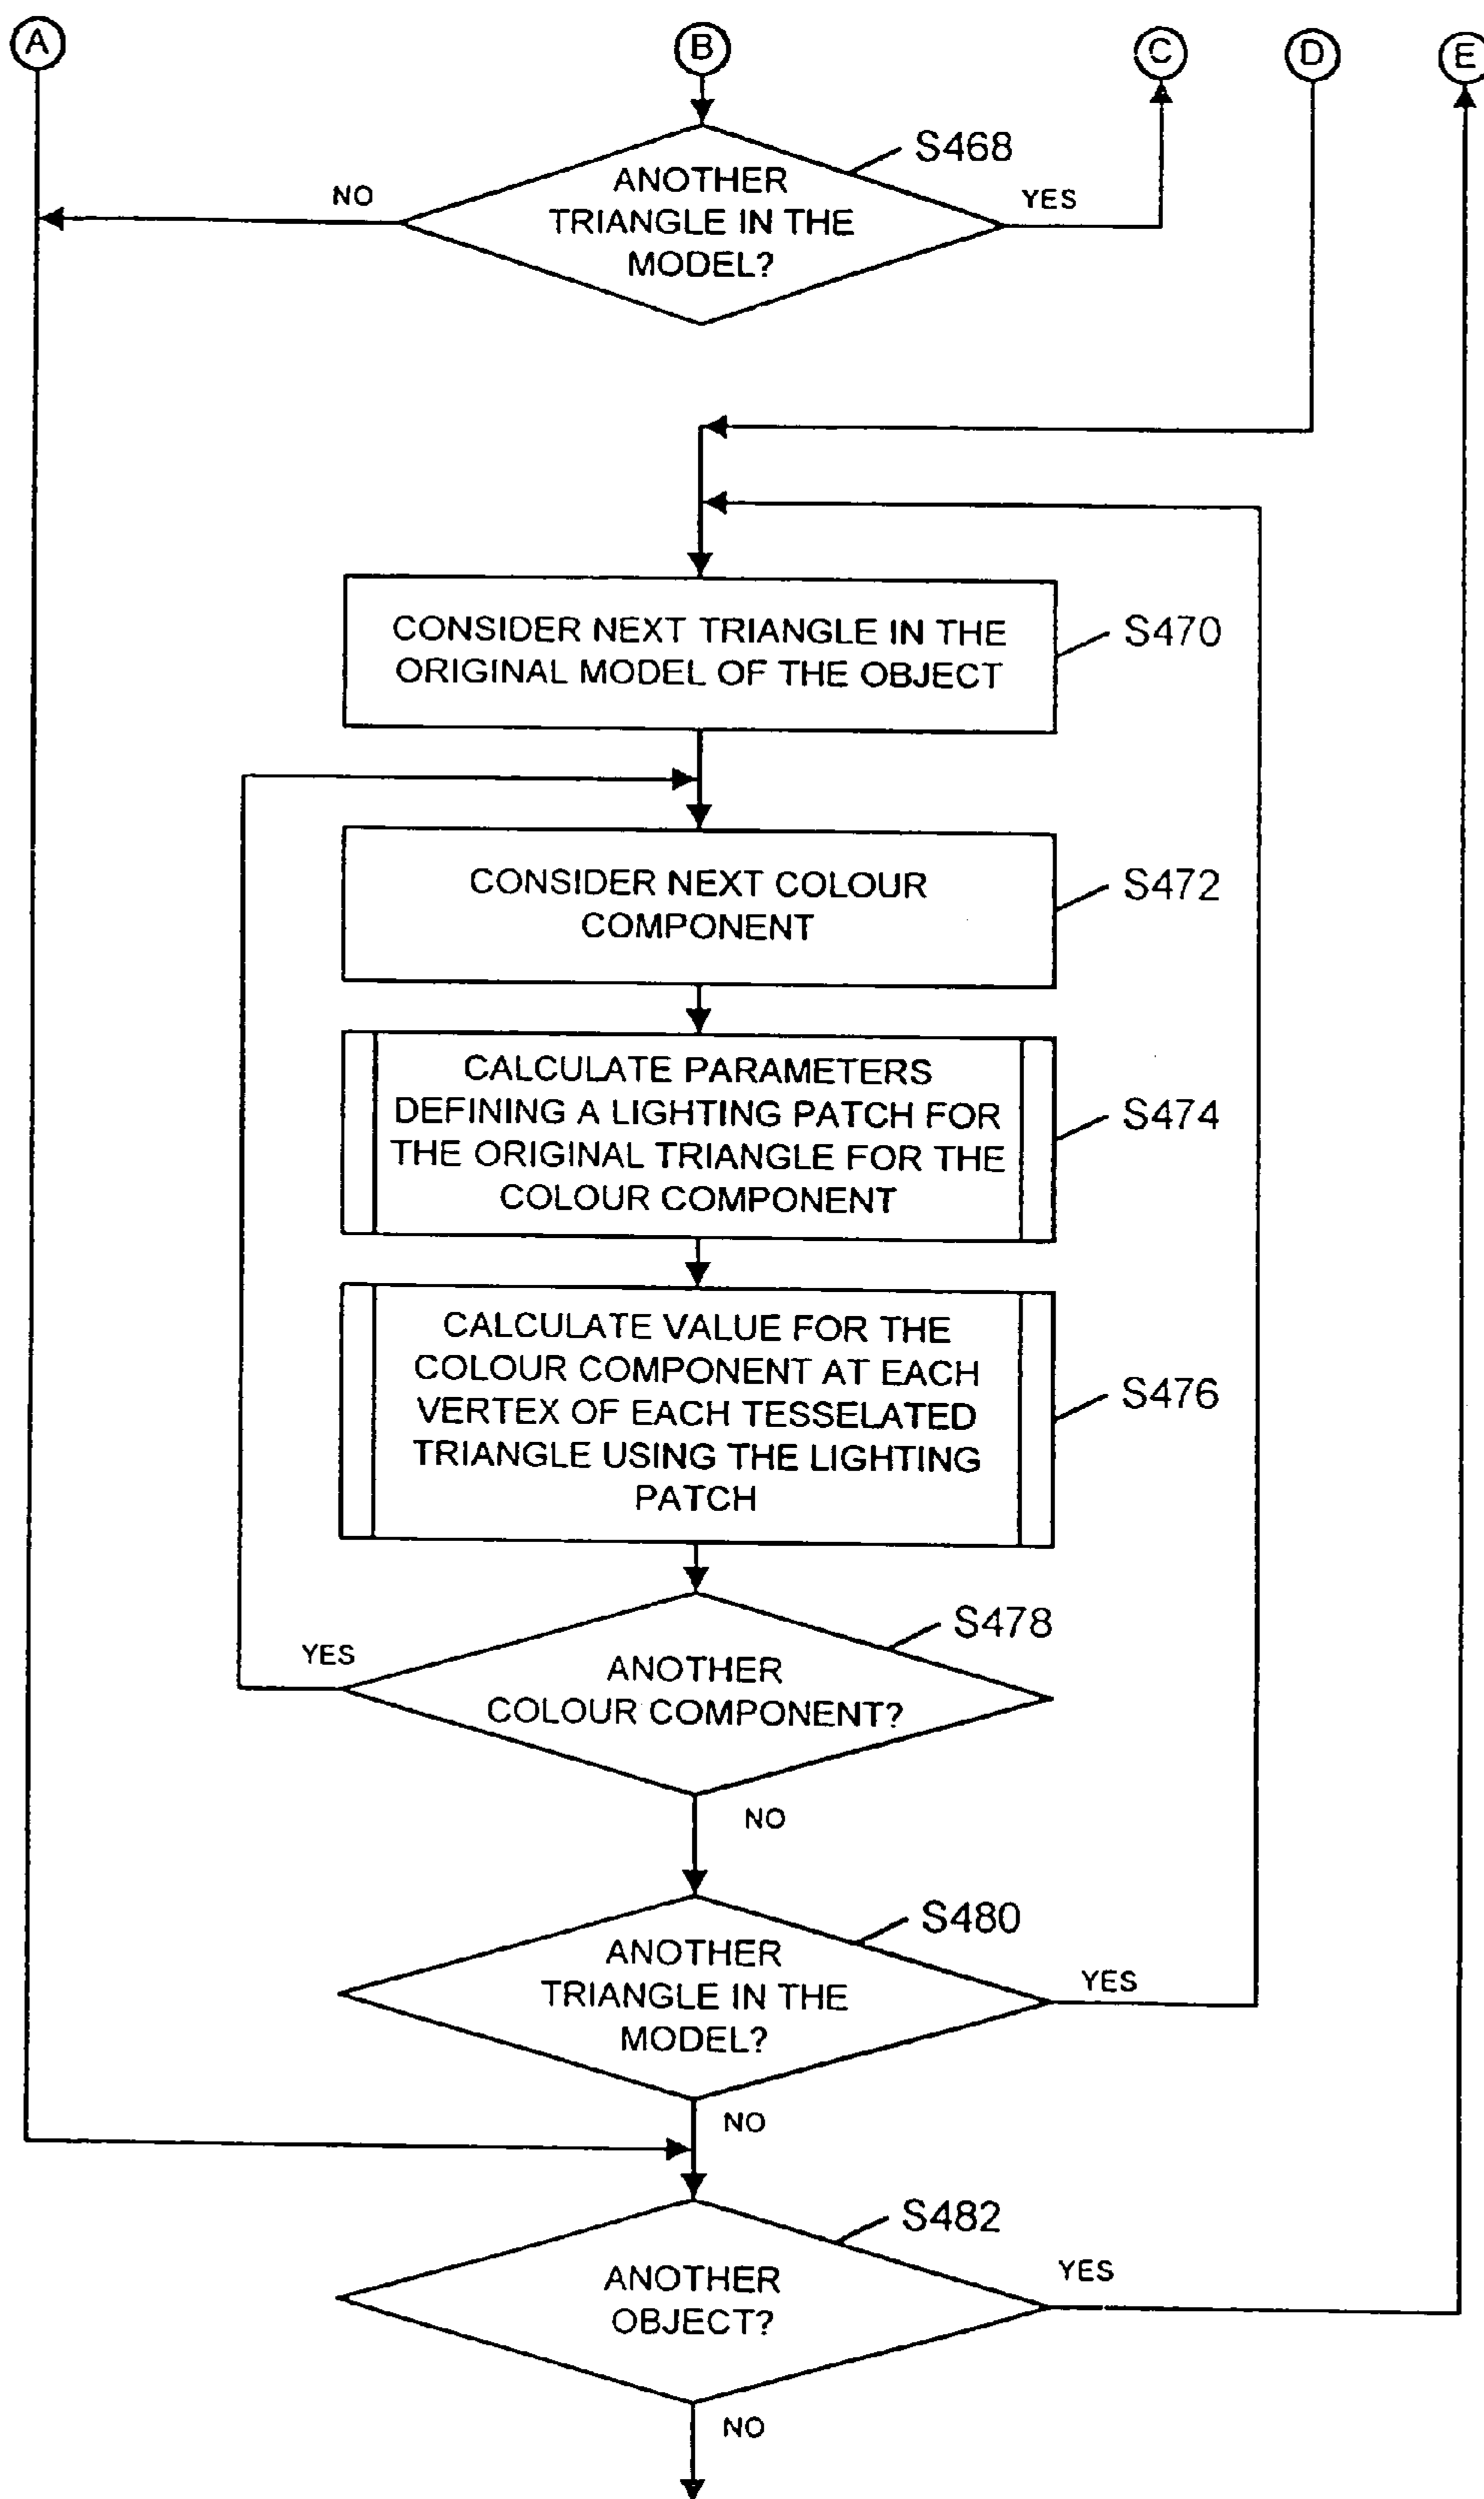 A
B
C
D
E
S468
ANOTHER
TRIANGLE IN THE
MODEL?
NO
YES
CONSIDER NEXT TRIANGLE IN THE
ORIGINAL MODEL OF THE OBJECT
S470
CONSIDER NEXT COLOUR
COMPONENT
S472
CALCULATE PARAMETERS
DEFINING A LIGHTING PATCH FOR
THE ORIGINAL TRIANGLE FOR THE
COLOUR COMPONENT
S474
CALCULATE VALUE FOR THE
COLOUR COMPONENT AT EACH
VERTEX OF EACH TESSELATED
TRIANGLE USING THE LIGHTING
PATCH
S476
S478
YES
ANOTHER
COLOUR COMPONENT?
NO
S480
ANOTHER
TRIANGLE IN THE
MODEL?
YES
NO
S482
ANOTHER
OBJECT?
YES
NO